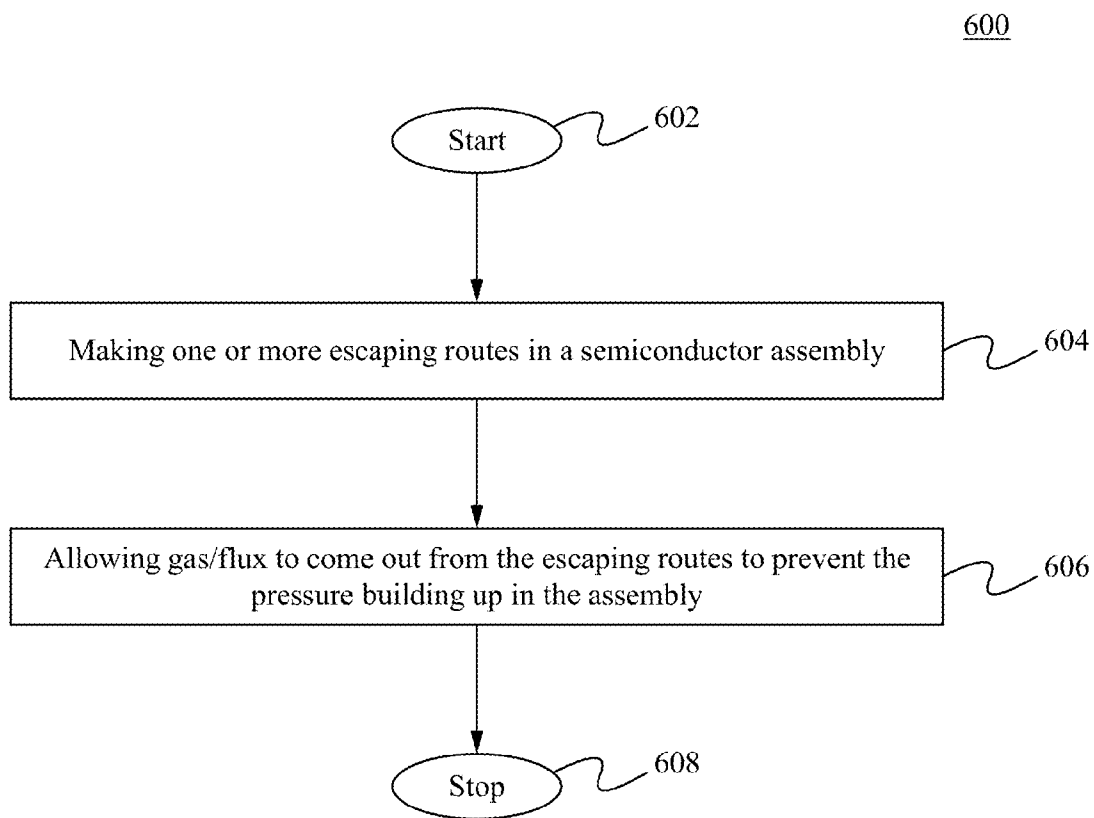 600
Start
602
Making one or more escaping routes in a semiconductor assembly
604
Allowing gas/flux to come out from the escaping routes to prevent the
pressure building up in the assembly
606
Stop
608